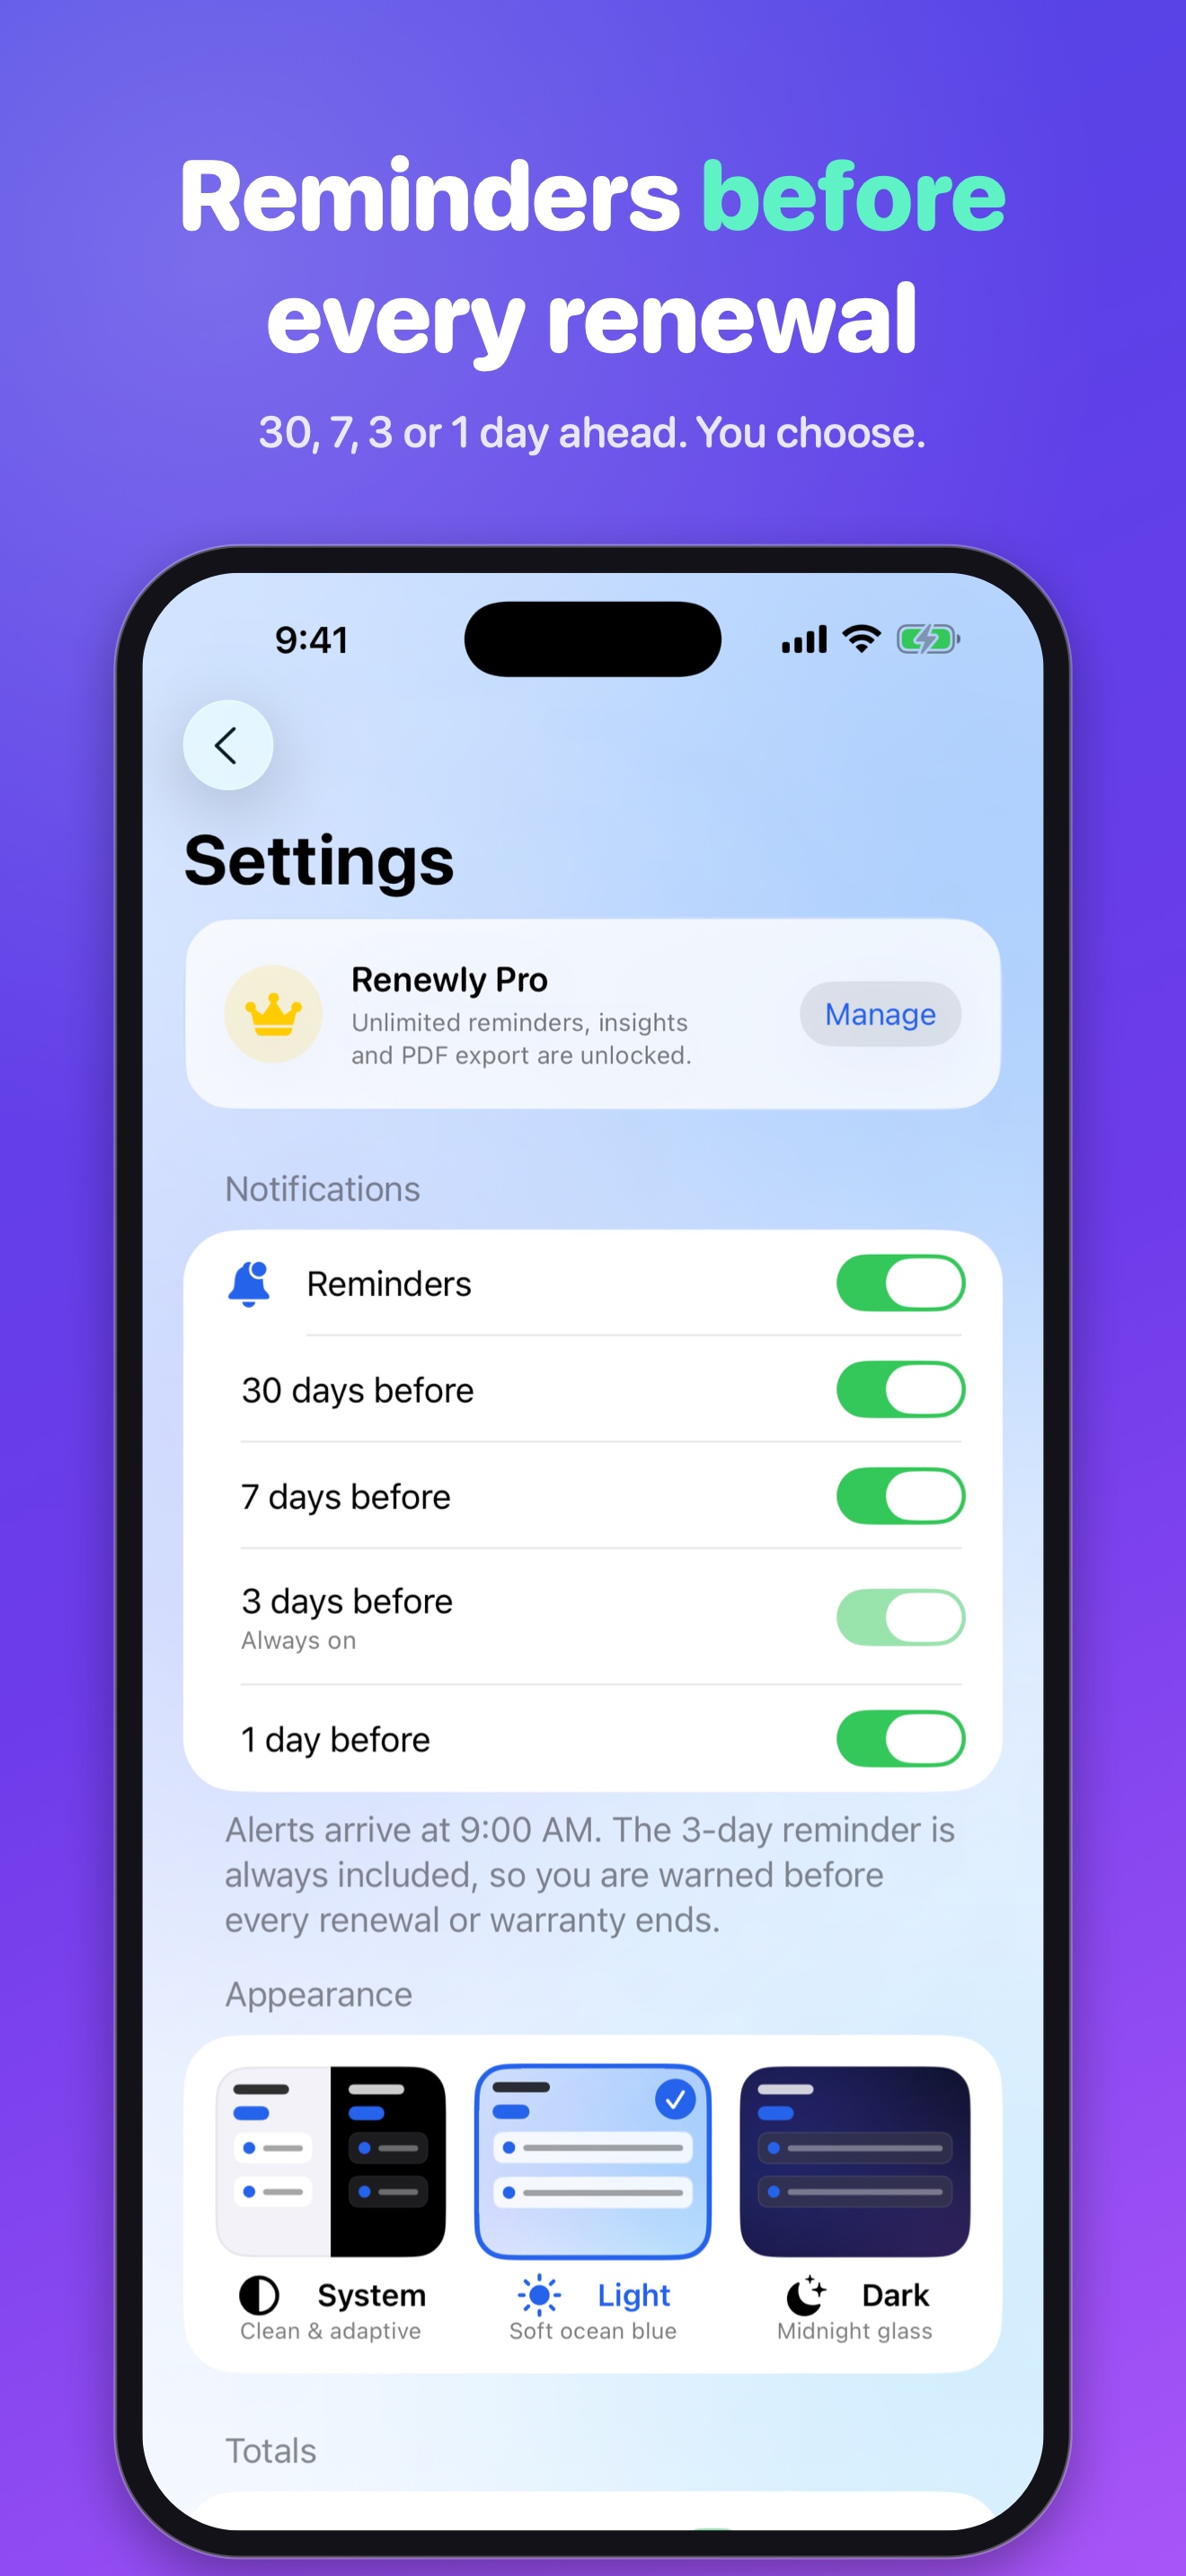 Reminders before
every renewal
30, 7, 3 or 1 day ahead. You choose.
9:41
Settings
Renewly Pro
Unlimited reminders, insights
and PDF export are unlocked.
Manage
Notifications
Reminders
30 days before
7 days before
3 days before
Always on
1 day before
Alerts arrive at 9:00 AM. The 3-day reminder is
always included, so you are warned before
every renewal or warranty ends.
Appearance
System
Clean & adaptive
Light
Soft ocean blue
Dark
Midnight glass
Totals